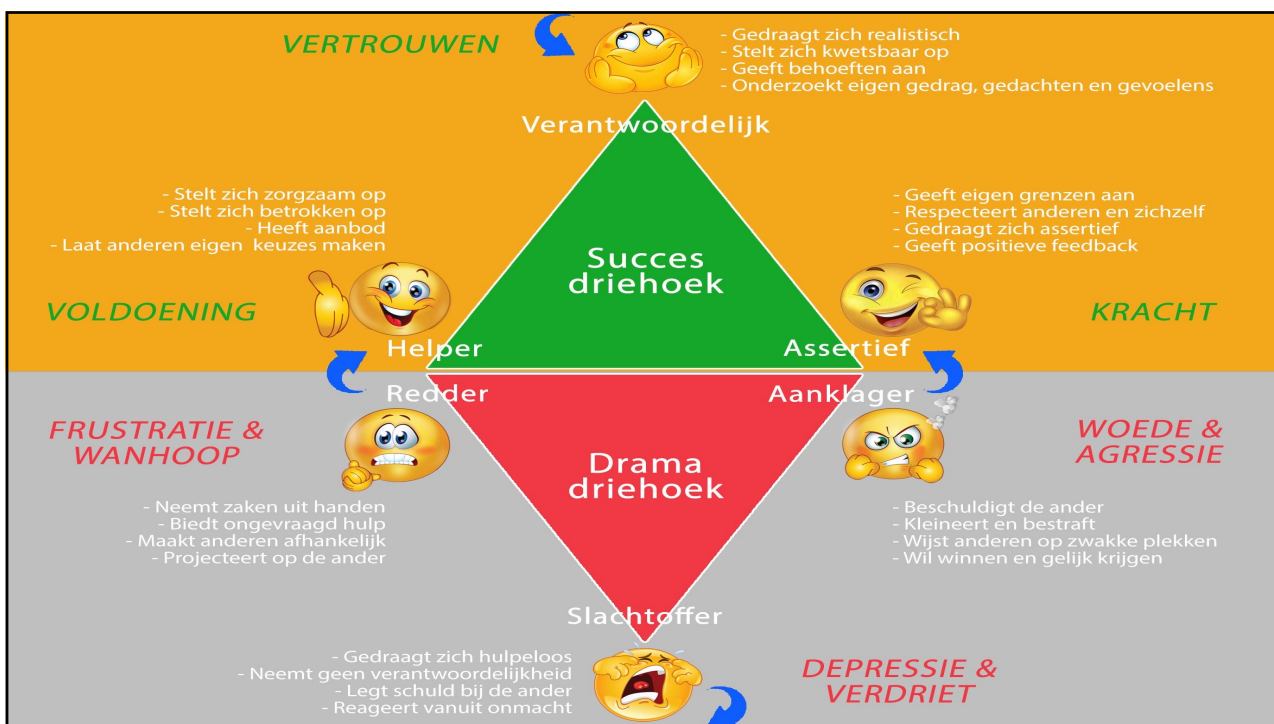 VERTROUWEN
- Gedraagt zich realistisch
- Stelt zich kwetsbaar op
- Geeft behoeften aan
- Onderzoekt eigen gedrag, gedachten en gevoelens
Verantwoordelijk
- Stelt zich zorgzaam op
- Stelt zich betrokken op
- Heeft aanbod
- Laat anderen eigen keuzes maken
- Geeft eigen grenzen aan
- Respecteert anderen en zichzelf
- Gedraagt zich assertief
- Geeft positieve feedback
Succes
driehoek
VOLDOENING
KRACHT
Helper
Assertief
Redder
Aanklager
FRUSTRATIE &
WANHOOP
WOEDE &
AGRESSIE
Drama
driehoek
- Neemt zaken uit handen
- Biedt ongevraagd hulp
- Maakt anderen afhankelijk
- Projecteert op de ander
- Beschuldigt de ander
- Kleineert en bestraft
- Wijst anderen op zwakke plekken
- Wil winnen en gelijk krijgen
Slachtoffer
- Gedraagt zich hulpeloos
- Neemt geen verantwoordelijkheid
- Legt schuld bij de ander
- Reageert vanuit onmacht
DEPRESSIE &
VERDRIET